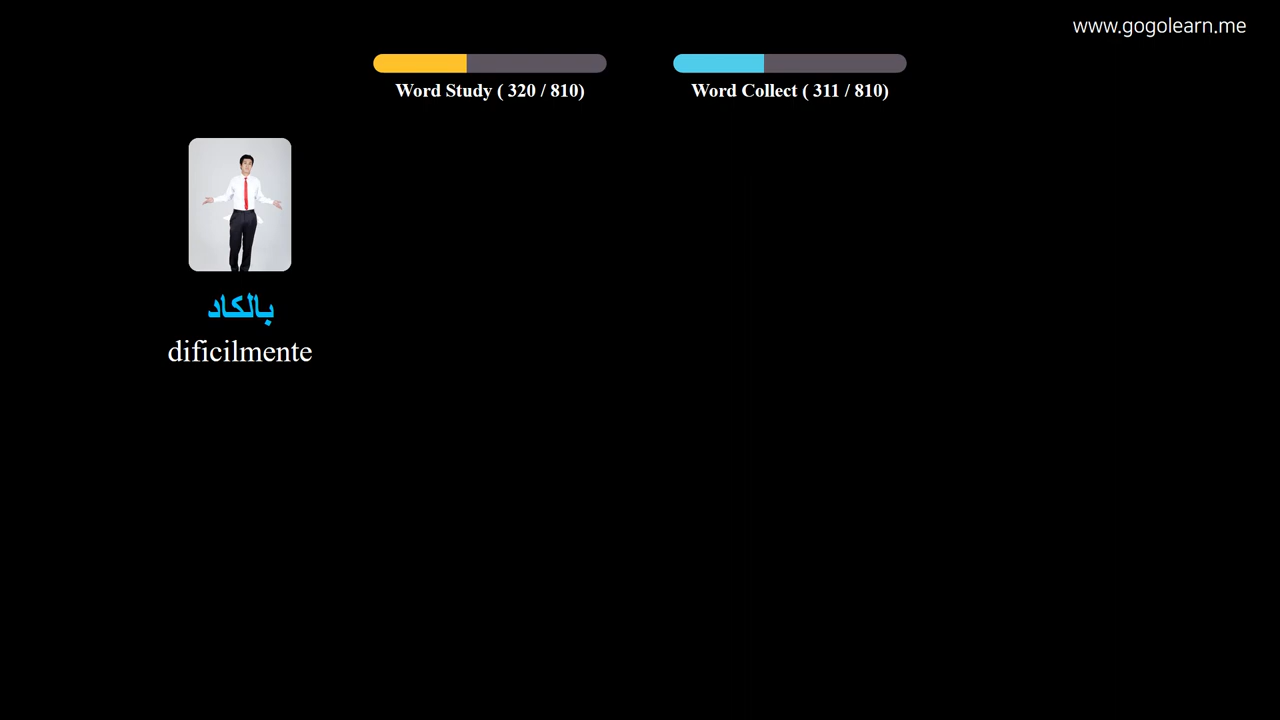 www.gogolearn.me
Word Study ( 320 / 810)
Word Collect ( 311 / 810)
بالكاد
dificilmente